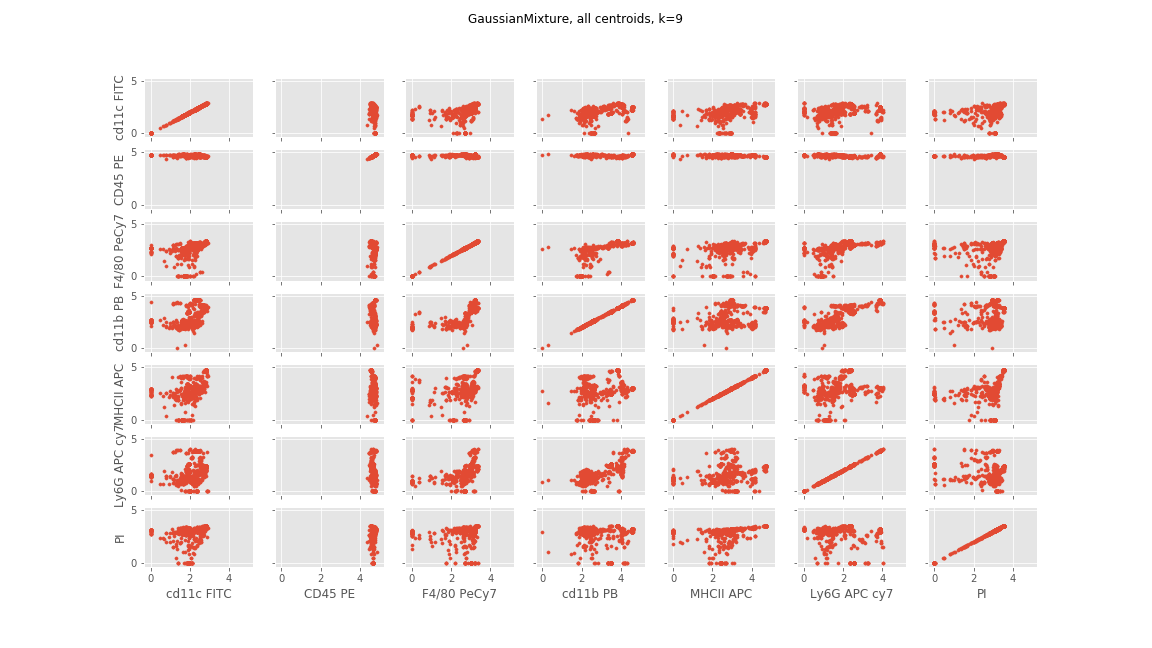 GaussianMixture, all centroids, k=9
cd11c FITC
5
0
CD45 PE
5
0
F4/80 PeCy7
5
0
cd11b PB
5
0
MHCII APC
5
0
Ly6G APC cy7
5
0
PI
5
0
0 2 4 0 2 4 0 2 4 0 2 4 0 2 4 0 2 4 0 2 4
cd11c FITC CD45 PE F4/80 PeCy7 cd11b PB MHCII APC Ly6G APC cy7 PI